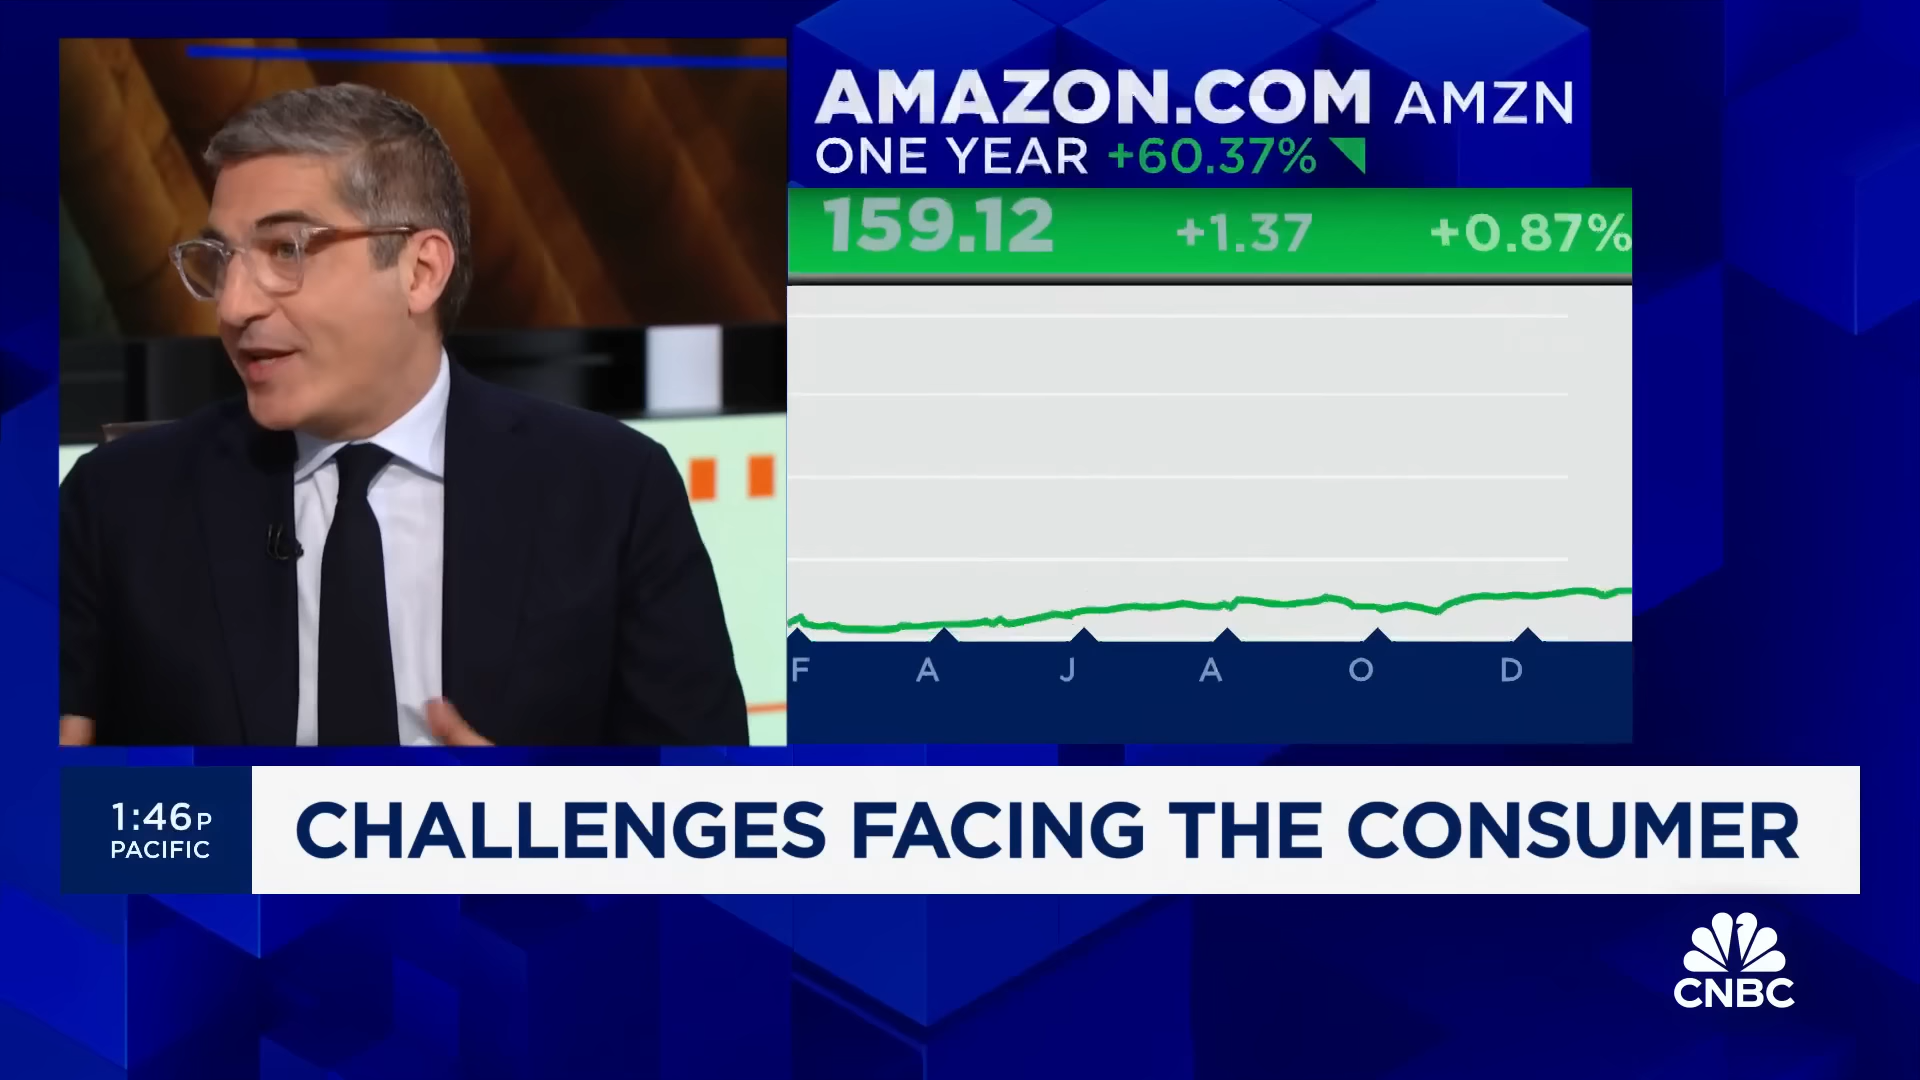 AMAZON.COM AMZN
ONE YEAR +60.37%
159.12 +1.37 +0.87%
F A J A O D
1:46P
PACIFIC
CHALLENGES FACING THE CONSUMER
CNBC